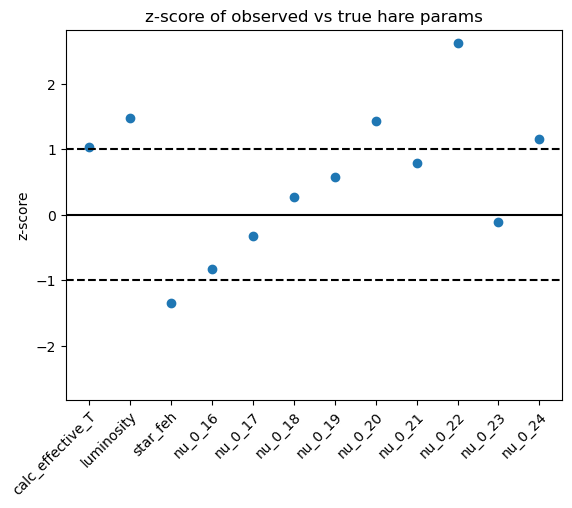 z-score of observed vs true hare params
z-score
2
1
0
−1
−2
calc_effective_T
luminosity
star_feh
nu_0_16
nu_0_17
nu_0_18
nu_0_19
nu_0_20
nu_0_21
nu_0_22
nu_0_23
nu_0_24